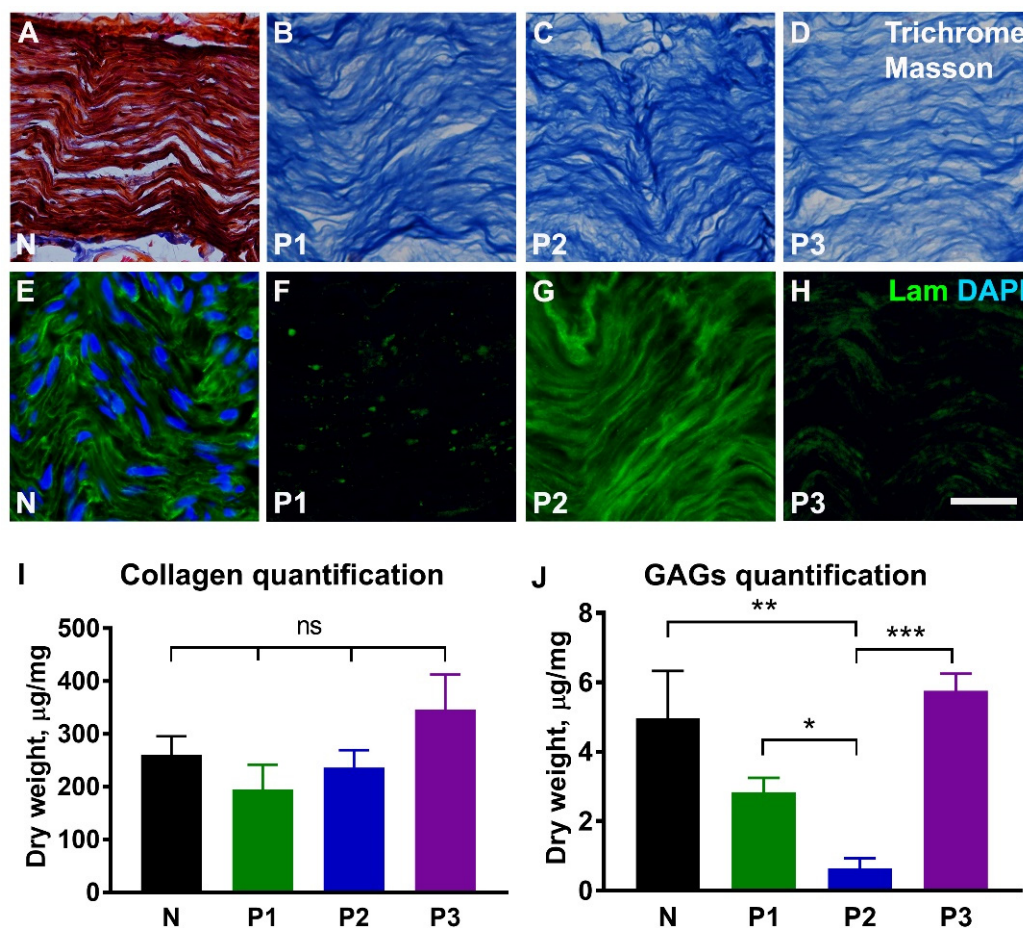 A
B
C
D
Trichrome
Masson
N
P1
P2
P3
E
F
G
H
Lam DAPI
N
P1
P2
P3
I
Collagen quantification
ns
500
400
300
200
100
0
Dry weight, µg/mg
N P1 P2 P3
J
GAGs quantification
**
***
*
8
6
4
2
0
Dry weight, µg/mg
N P1 P2 P3